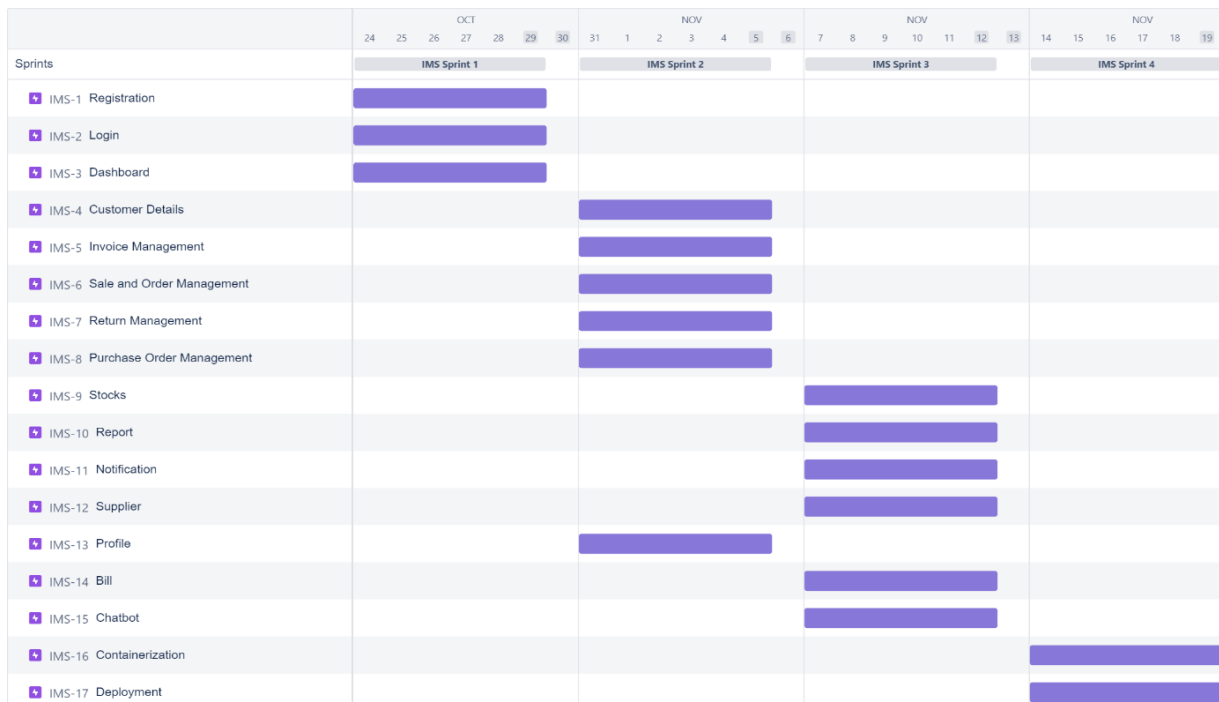 OCT NOV NOV NOV
24 25 26 27 28 29 30 31 1 2 3 4 5 6 7 8 9 10 11 12 13 14 15 16 17 18 19
Sprints IMS Sprint 1 IMS Sprint 2 IMS Sprint 3 IMS Sprint 4
IMS-1 Registration
IMS-2 Login
IMS-3 Dashboard
IMS-4 Customer Details
IMS-5 Invoice Management
IMS-6 Sale and Order Management
IMS-7 Return Management
IMS-8 Purchase Order Management
IMS-9 Stocks
IMS-10 Report
IMS-11 Notification
IMS-12 Supplier
IMS-13 Profile
IMS-14 Bill
IMS-15 Chatbot
IMS-16 Containerization
IMS-17 Deployment